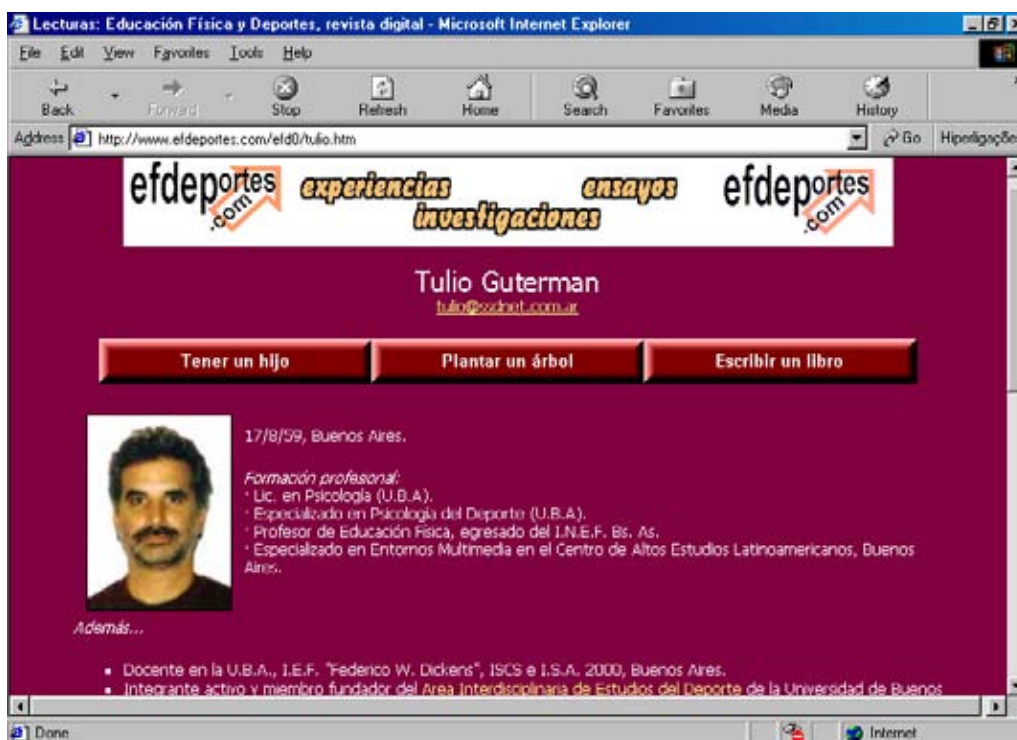 Lecturas: Educación Física y Deportes, revista digital - Microsoft Internet Explorer
File Edit View Favorites Tools Help
Back Forward Stop Refresh Home Search Favorites Media History
Address http://www.efdeportes.com/efd0/tulio.htm Go Hiperligações
efdeportes .com experiencias ensayos investigaciones efdeportes .com
Tulio Guterman
tulio@ssdnet.com.ar
Tener un hijo Plantar un árbol Escribir un libro
17/8/59, Buenos Aires.
Formación profesional:
· Lic. en Psicología (U.B.A).
· Especializado en Psicología del Deporte (U.B.A).
· Profesor de Educación Física, egresado del I.N.E.F. Bs. As.
· Especializado en Entornos Multimedia en el Centro de Altos Estudios Latinoamericanos, Buenos
Aires.
Además...
Docente en la U.B.A., I.E.F. "Federico W. Dickens", ISCS e I.S.A. 2000, Buenos Aires.
Integrante activo y miembro fundador del Area Interdisciplinaria de Estudios del Deporte de la Universidad de Buenos
Done Internet